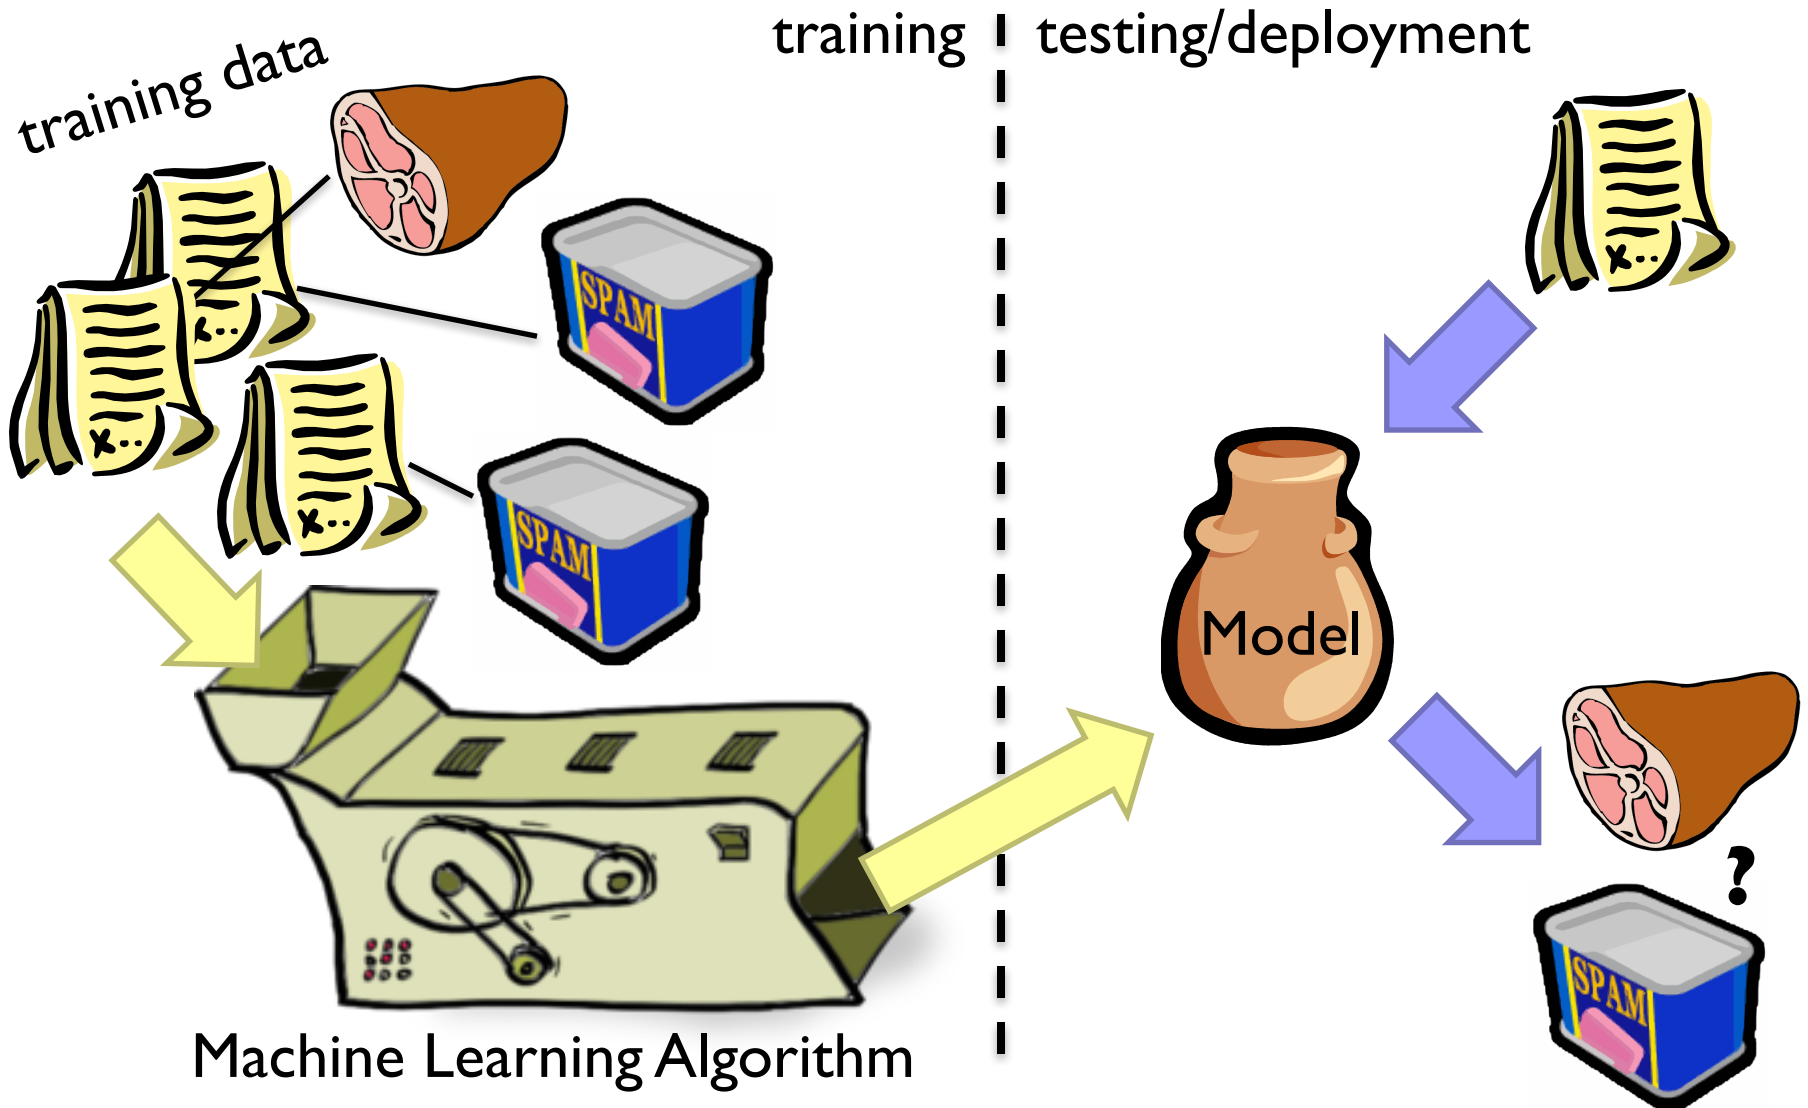 training
testing/deployment
training data
SPAM
SPAM
Model
Machine Learning Algorithm
?
SPAM